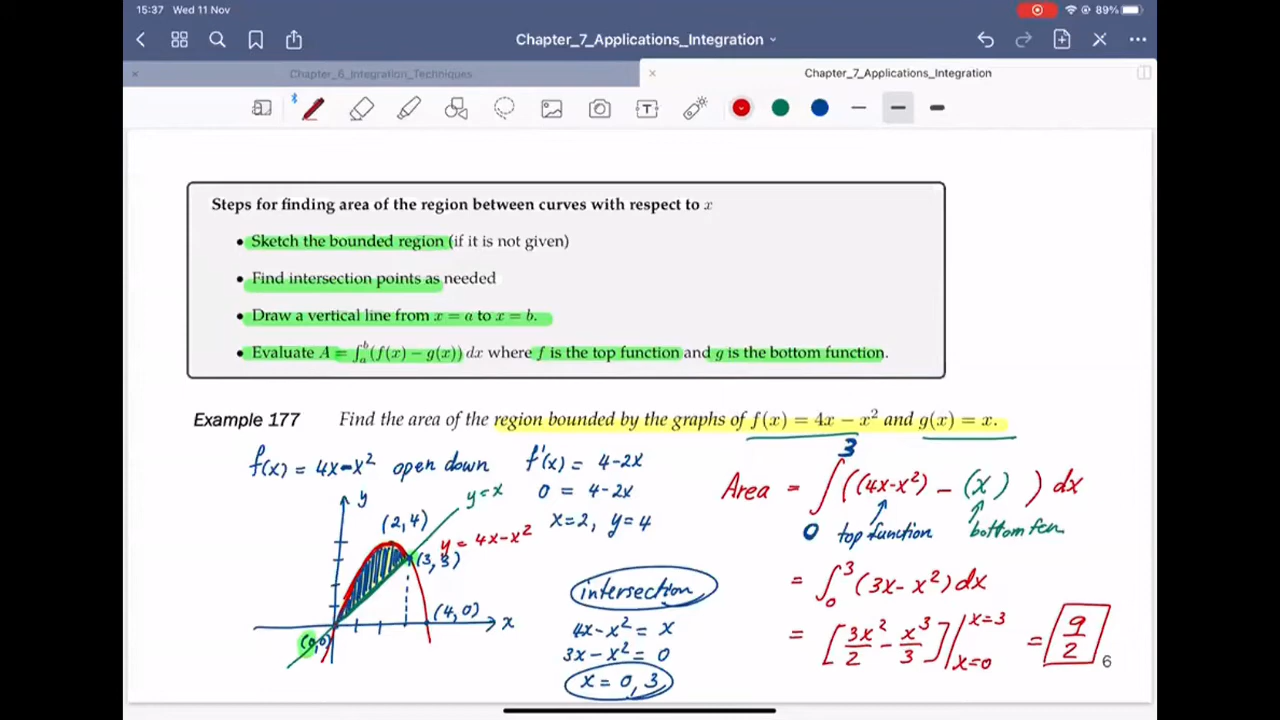 15:37 Wed 11 Nov
89%
Chapter_7_Applications_Integration
Chapter_6_Integration_Techniques
Chapter_7_Applications_Integration
Steps for finding area of the region between curves with respect to x
• Sketch the bounded region (if it is not given)
• Find intersection points as needed
• Draw a vertical line from x = a to x = b.
• Evaluate A = ∫_a^b (f(x) − g(x)) dx where f is the top function and g is the bottom function.
Example 177 Find the area of the region bounded by the graphs of f(x) = 4x − x² and g(x) = x.
f(x) = 4x-x² open down
f'(x) = 4-2x
0 = 4-2x
x=2, y=4
y
y=x
(2,4)
y = 4x-x²
(3,3)
(4,0)
x
(0,0)
intersection
4x-x² = x
3x-x² = 0
x = 0, 3
Area = ∫_0^3 ((4x-x²) - (x)) dx
top function
bottom fcn
= ∫_0^3 (3x-x²) dx
= [3x²/2 - x³/3] |_{x=0}^{x=3} = 9/2
6